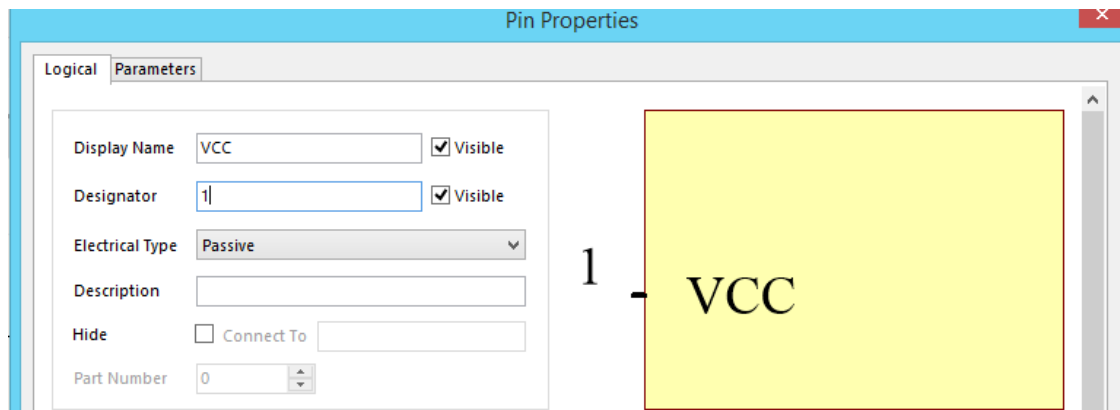 Pin Properties
Logical Parameters
Display Name VCC Visible
Designator 1 Visible
Electrical Type Passive
Description
Hide Connect To
Part Number 0
1
VCC